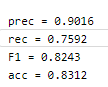 prec = 0.9016
rec = 0.7592
F1 = 0.8243
acc = 0.8312